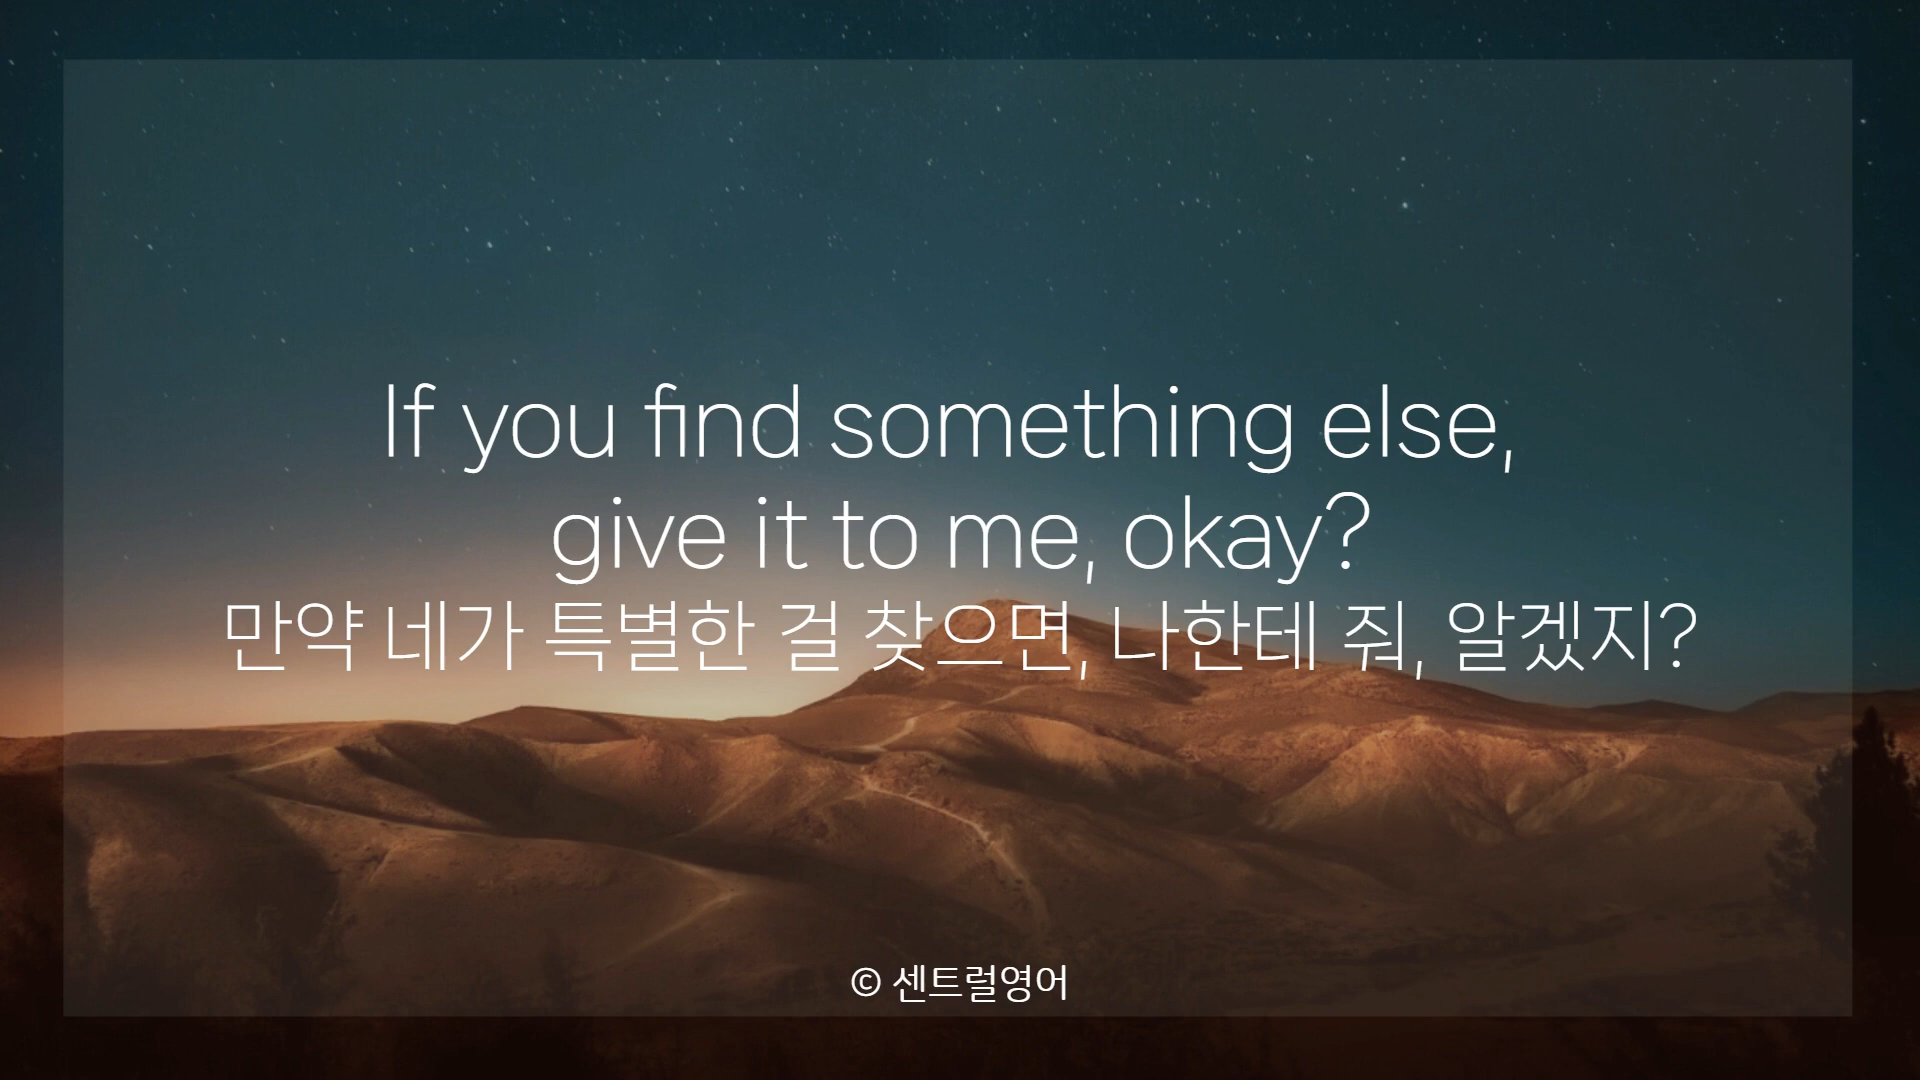 If you find something else,
give it to me, okay?
만약 네가 특별한 걸 찾으면, 나한테 줘, 알겠지?
© 센트럴영어